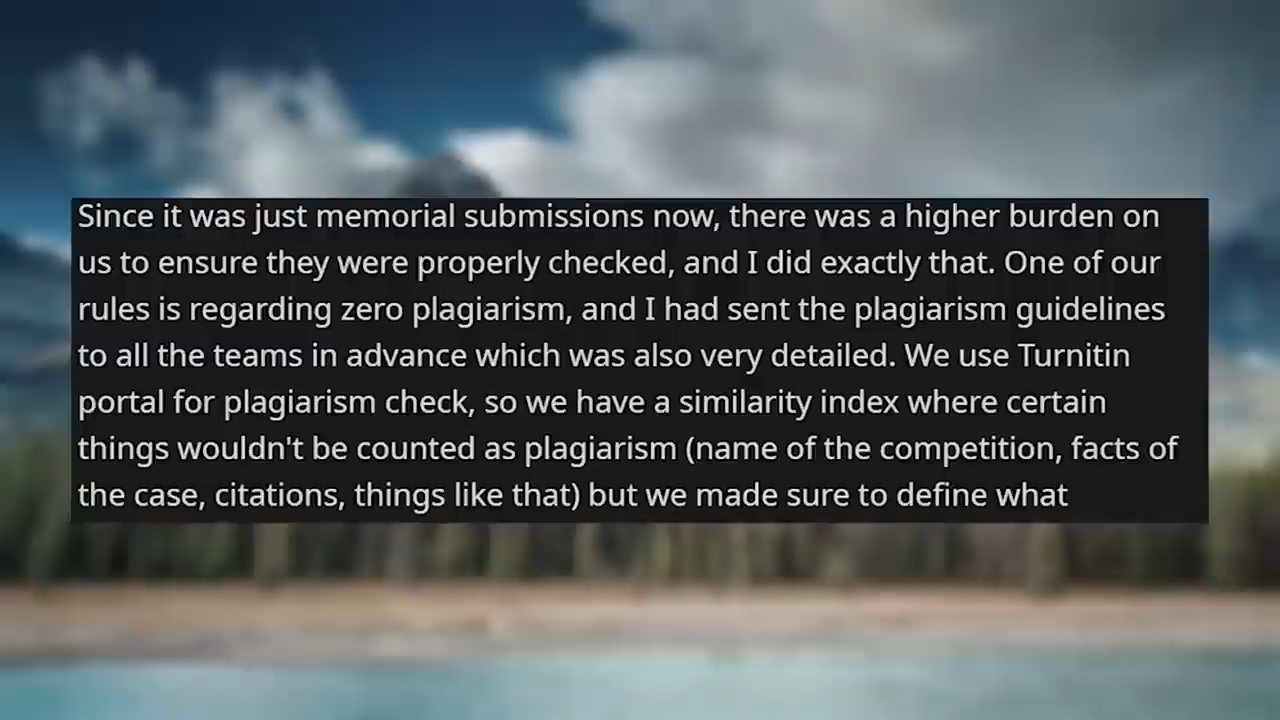 Since it was just memorial submissions now, there was a higher burden on
us to ensure they were properly checked, and I did exactly that. One of our
rules is regarding zero plagiarism, and I had sent the plagiarism guidelines
to all the teams in advance which was also very detailed. We use Turnitin
portal for plagiarism check, so we have a similarity index where certain
things wouldn't be counted as plagiarism (name of the competition, facts of
the case, citations, things like that) but we made sure to define what